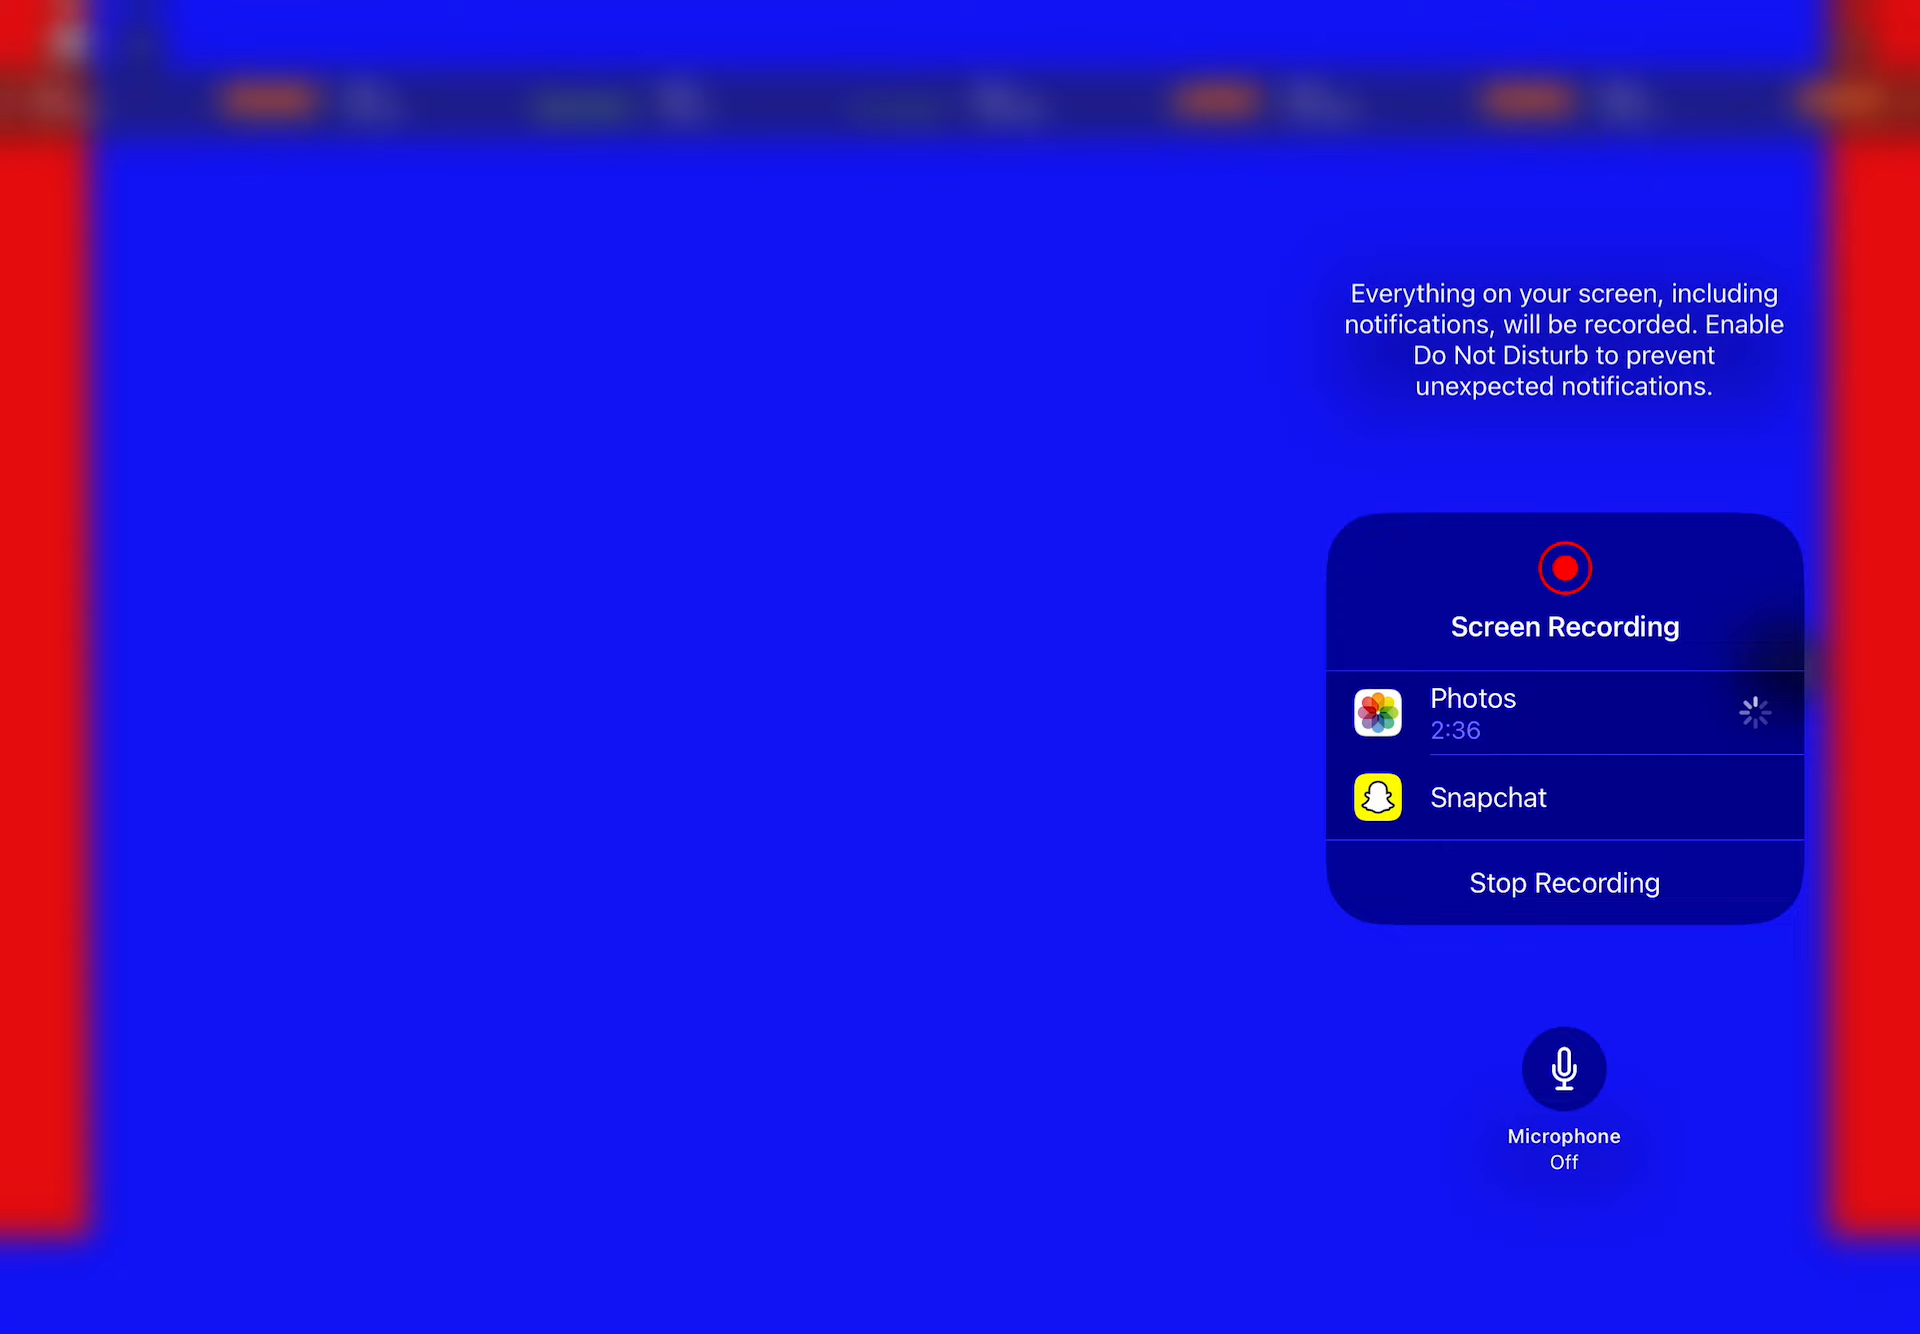 Everything on your screen, including
notifications, will be recorded. Enable
Do Not Disturb to prevent
unexpected notifications.
Screen Recording
Photos
2:36
Snapchat
Stop Recording
Microphone
Off